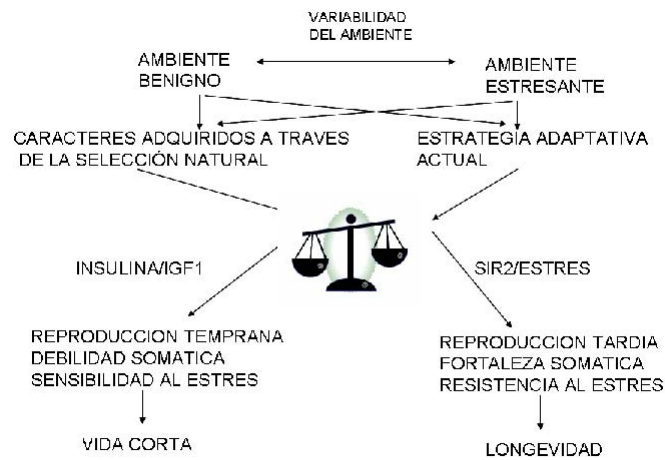 VARIABILIDAD
DEL AMBIENTE
AMBIENTE
BENIGNO
AMBIENTE
ESTRESANTE
CARACTERES ADQUIRIDOS A TRAVES
DE LA SELECCIÓN NATURAL
ESTRATEGIA ADAPTATIVA
ACTUAL
INSULINA/IGF1
SIR2/ESTRES
REPRODUCCION TEMPRANA
DEBILIDAD SOMATICA
SENSIBILIDAD AL ESTRES
REPRODUCCION TARDIA
FORTALEZA SOMATICA
RESISTENCIA AL ESTRES
VIDA CORTA
LONGEVIDAD